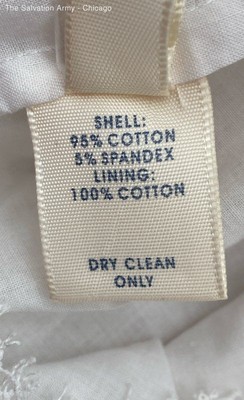 The Salvation Army - Chicago
SHELL:
95% COTTON
5% SPANDEX
LINING:
100% COTTON
DRY CLEAN
ONLY